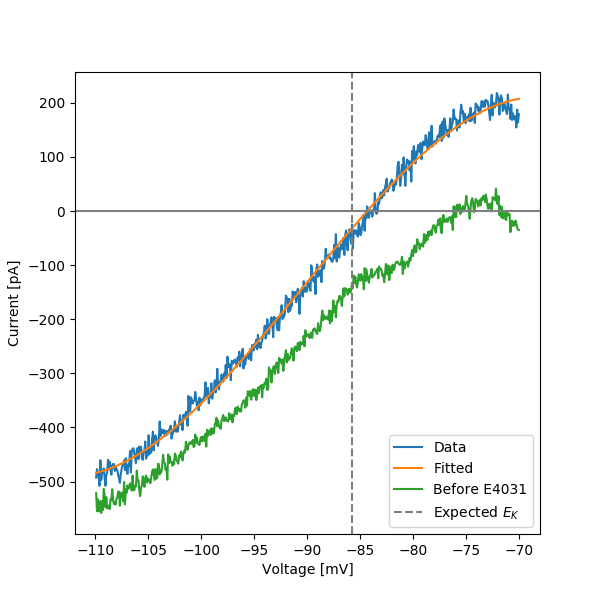 200
100
0
−100
−200
−300
−400
−500
Current [pA]
Data
Fitted
Before E4031
Expected E_K
−110 −105 −100 −95 −90 −85 −80 −75 −70
Voltage [mV]